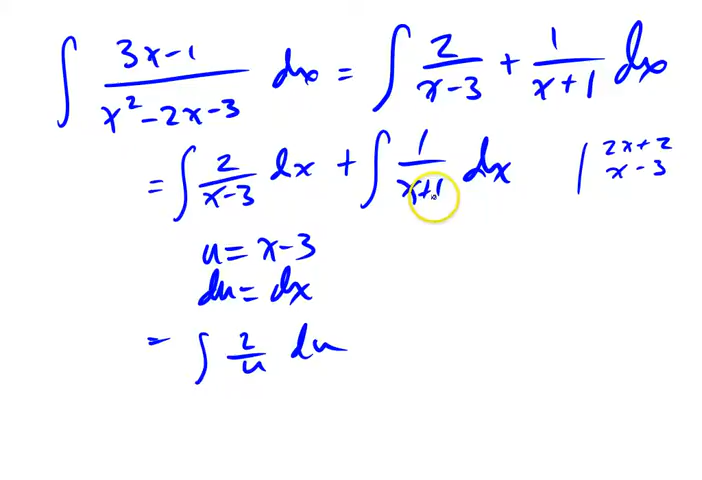 ∫ (3x-1)/(x²-2x-3) dx = ∫ 2/(x-3) + 1/(x+1) dx
= ∫ 2/(x-3) dx + ∫ 1/(x+1) dx
2x+2
x-3
u = x-3
du = dx
= ∫ 2/u du